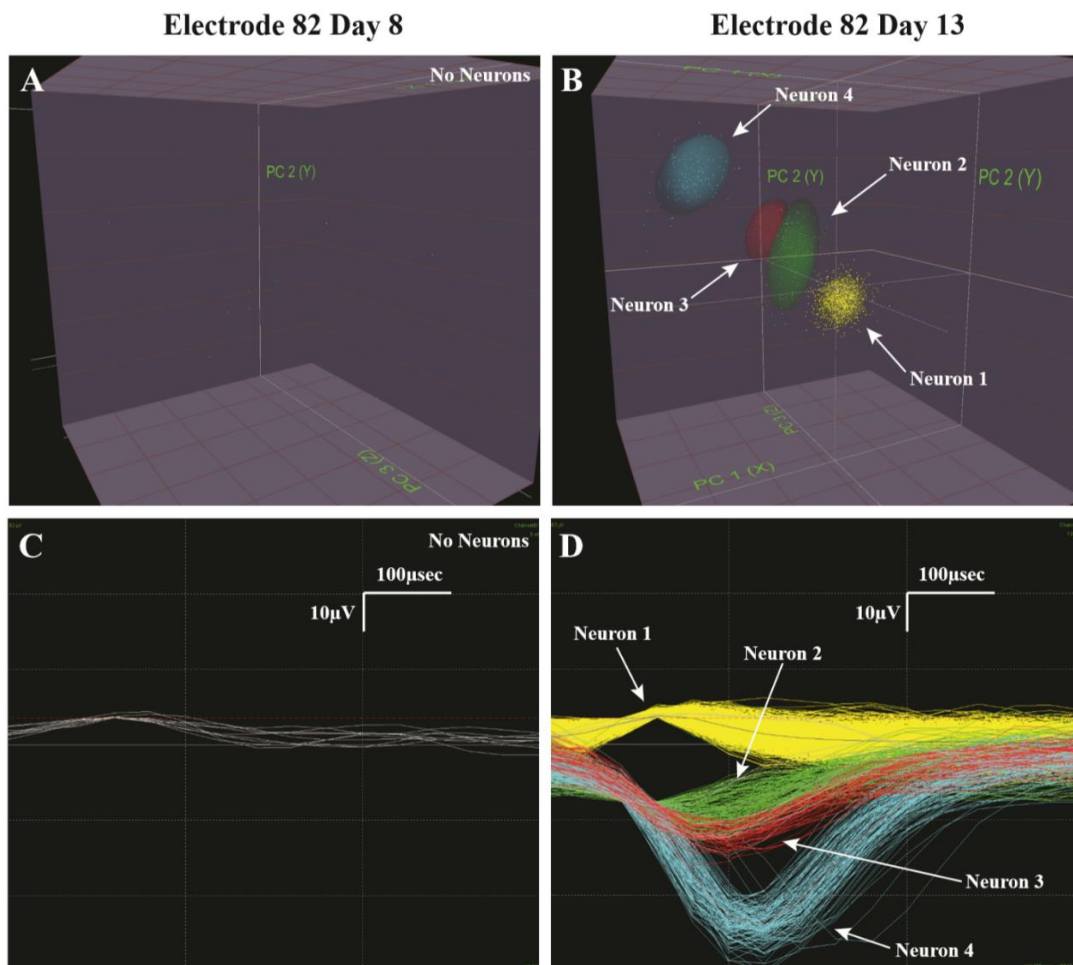 Electrode 82 Day 8
Electrode 82 Day 13
A
No Neurons
PC 2 (Y)
PC 3 (Z)
B
Neuron 4
Neuron 2
PC 2 (Y)
PC 2 (Y)
Neuron 3
Neuron 1
PC 3 (Z)
PC 1 (X)
C
No Neurons
100µsec
10µV
D
100µsec
10µV
Neuron 1
Neuron 2
Neuron 3
Neuron 4